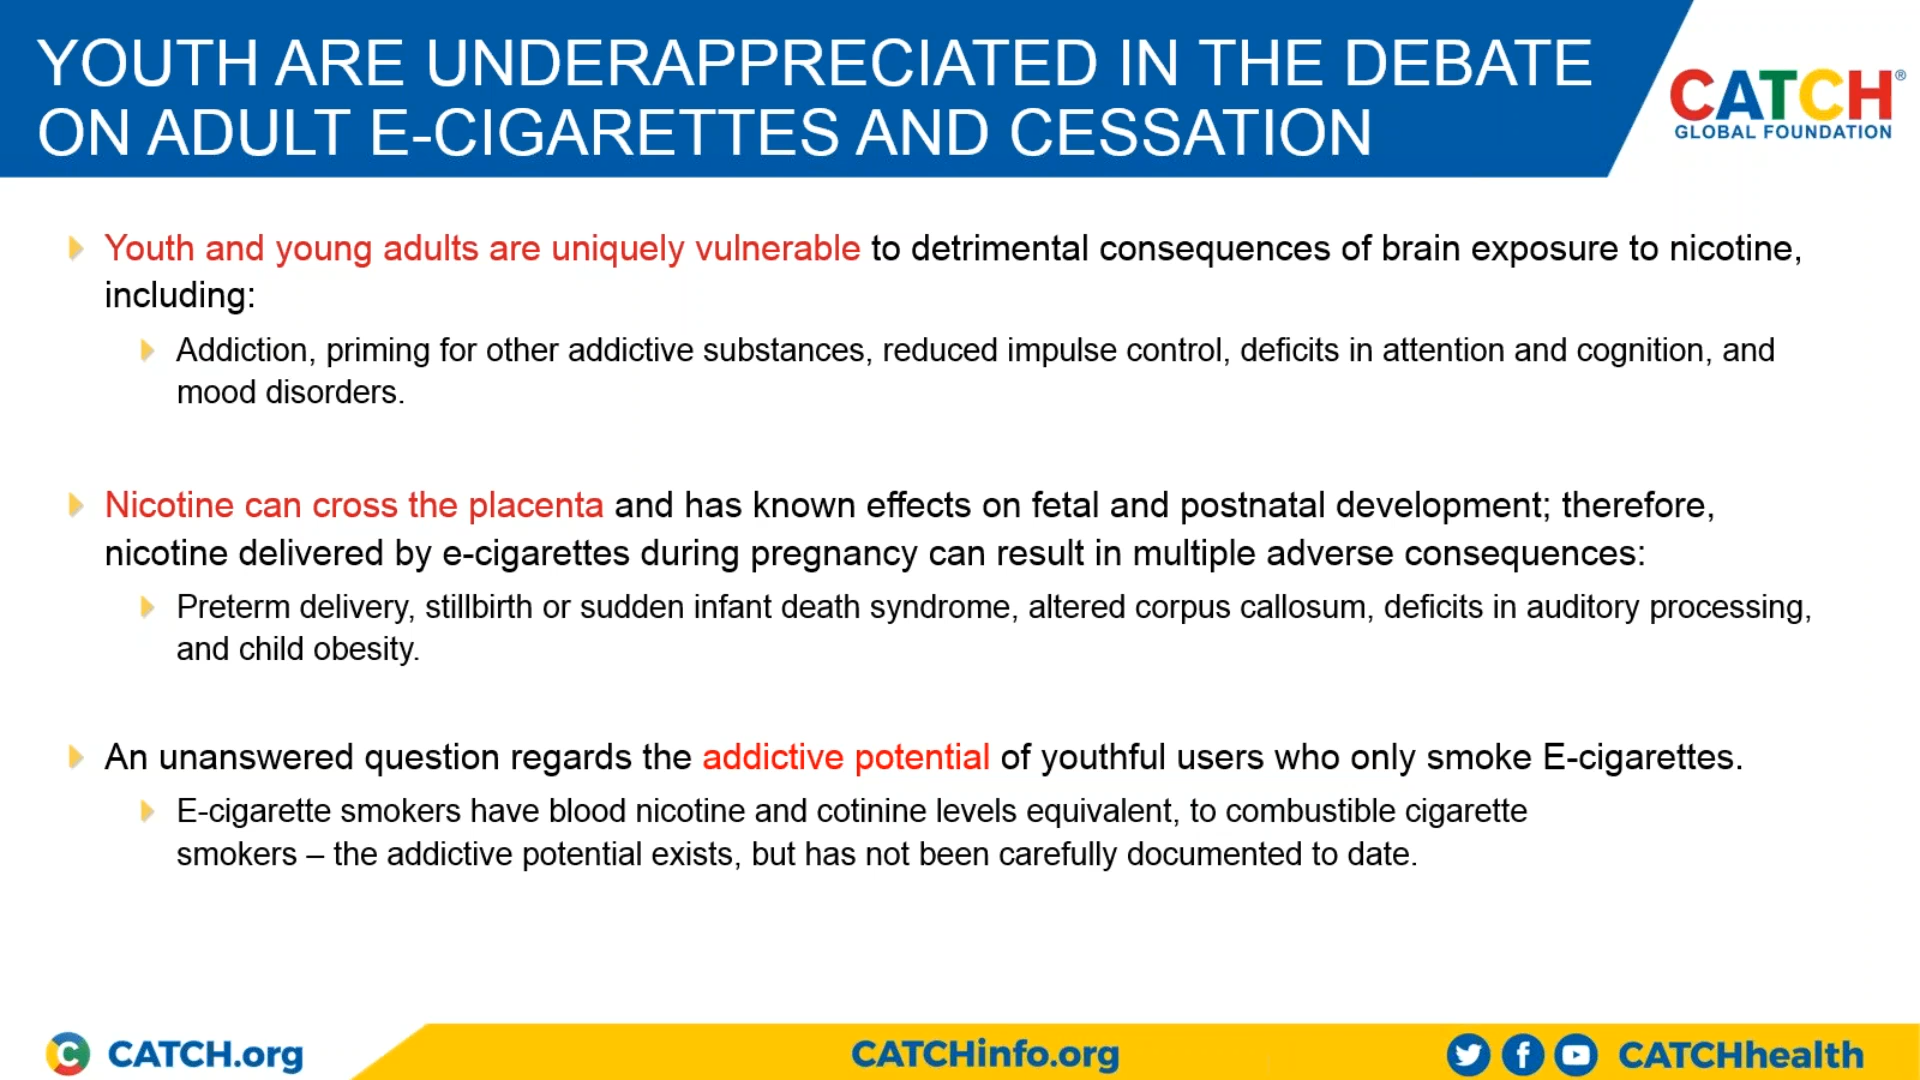 YOUTH ARE UNDERAPPRECIATED IN THE DEBATE
ON ADULT E-CIGARETTES AND CESSATION
CATCH®
GLOBAL FOUNDATION
Youth and young adults are uniquely vulnerable to detrimental consequences of brain exposure to nicotine,
including:
Addiction, priming for other addictive substances, reduced impulse control, deficits in attention and cognition, and
mood disorders.
Nicotine can cross the placenta and has known effects on fetal and postnatal development; therefore,
nicotine delivered by e-cigarettes during pregnancy can result in multiple adverse consequences:
Preterm delivery, stillbirth or sudden infant death syndrome, altered corpus callosum, deficits in auditory processing,
and child obesity.
An unanswered question regards the addictive potential of youthful users who only smoke E-cigarettes.
E-cigarette smokers have blood nicotine and cotinine levels equivalent, to combustible cigarette
smokers – the addictive potential exists, but has not been carefully documented to date.
CATCH.org
CATCHinfo.org
CATCHhealth